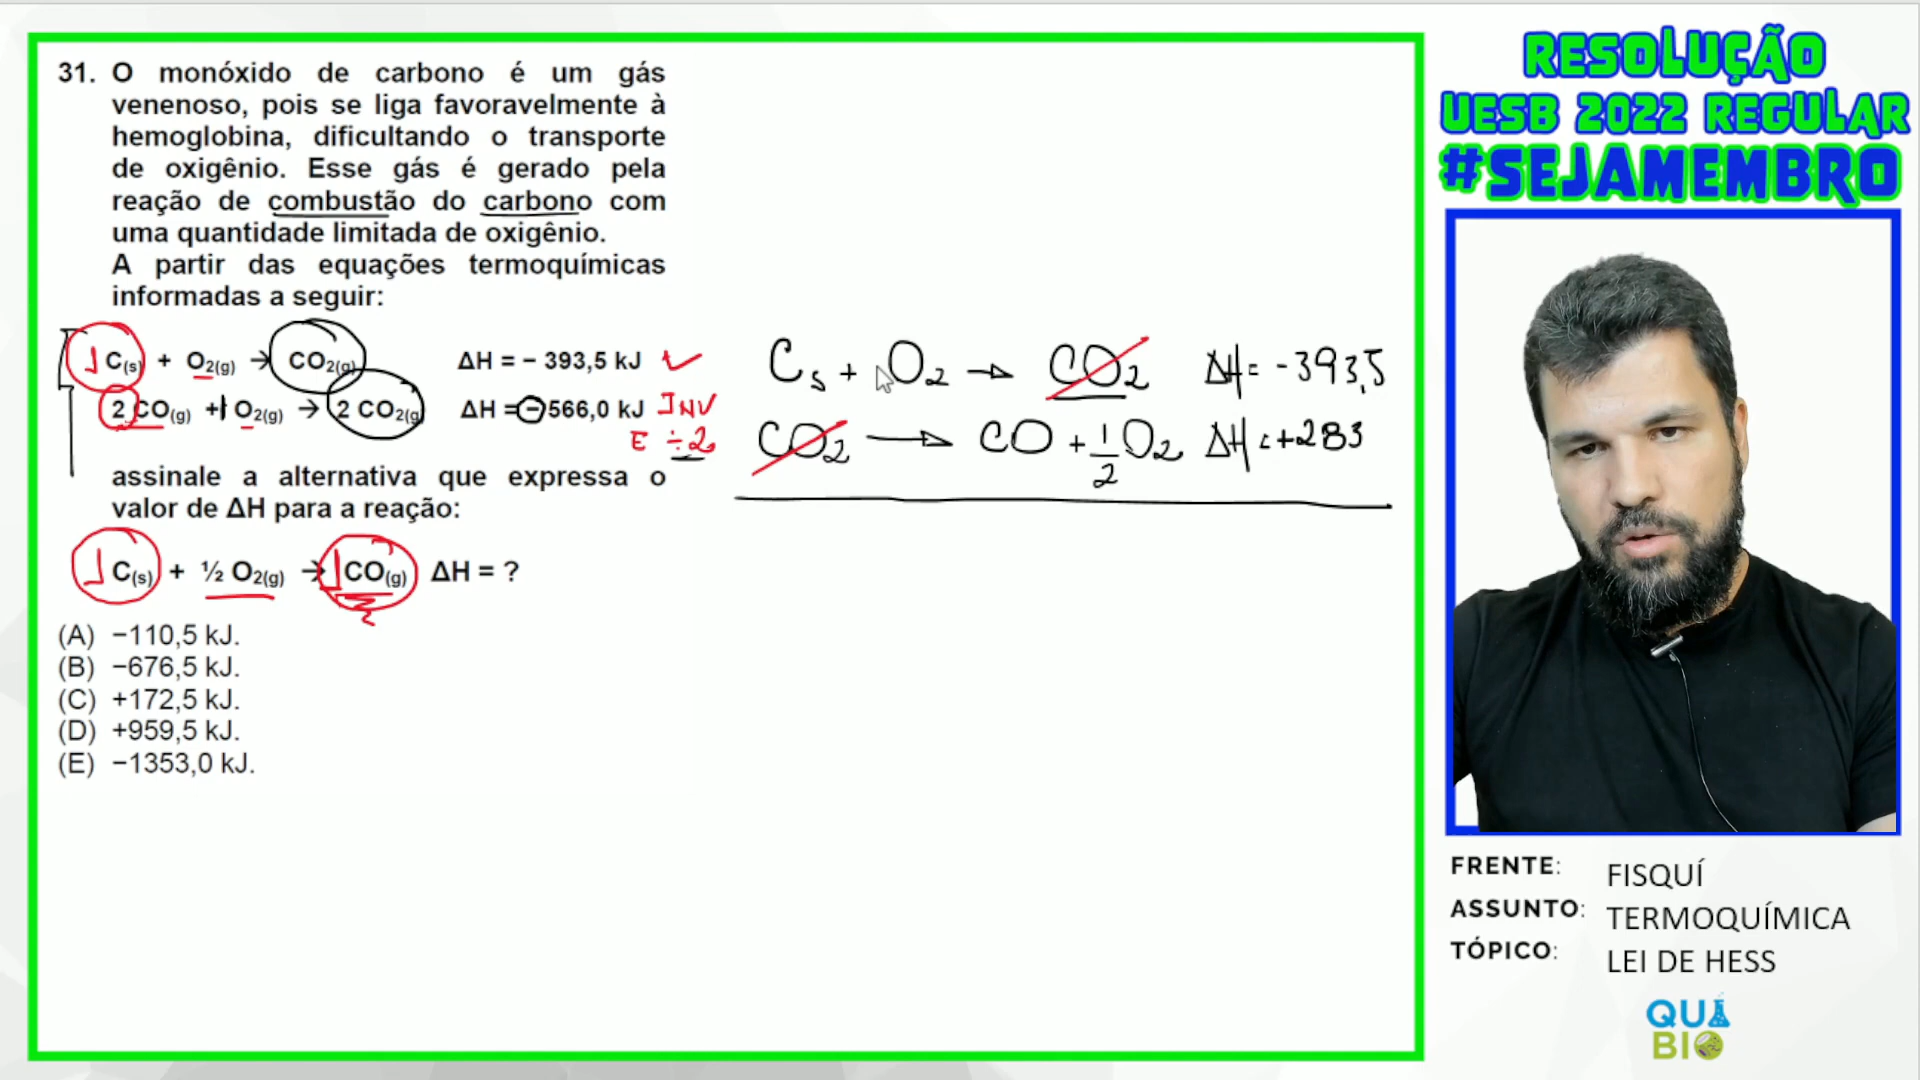 31. O monóxido de carbono é um gás
venenoso, pois se liga favoravelmente à
hemoglobina, dificultando o transporte
de oxigênio. Esse gás é gerado pela
reação de combustão do carbono com
uma quantidade limitada de oxigênio.
A partir das equações termoquímicas
informadas a seguir:
1 C(s) + O2(g) → CO2(g) ΔH = − 393,5 kJ ✓
2 CO(g) +1 O2(g) → 2 CO2(g) ΔH = −566,0 kJ INV
E ÷2
assinale a alternativa que expressa o
valor de ΔH para a reação:
1 C(s) + ½ O2(g) → 1 CO(g) ΔH = ?
(A) −110,5 kJ.
(B) −676,5 kJ.
(C) +172,5 kJ.
(D) +959,5 kJ.
(E) −1353,0 kJ.
Cs + O2 → CO2 ΔH = -393,5
CO2 → CO + 1/2 O2 ΔH = +283
RESOLUÇÃO
UESB 2022 REGULAR
#SEJAMEMBRO
FRENTE: FISQUÍ
ASSUNTO: TERMOQUÍMICA
TÓPICO: LEI DE HESS
QUI
BIO